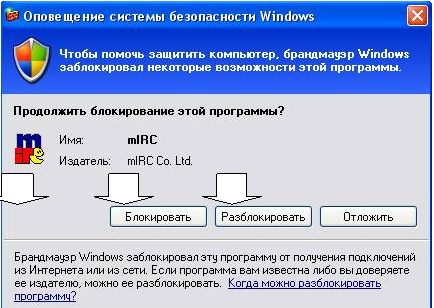 Оповещение системы безопасности Windows
Чтобы помочь защитить компьютер, брандмауэр Windows
заблокировал некоторые возможности этой программы.
Продолжить блокирование этой программы?
Имя: mIRC
Издатель: mIRC Co. Ltd.
Блокировать Разблокировать Отложить
Брандмауэр Windows заблокировал эту программу от получения подключений
из Интернета или из сети. Если программа вам известна либо вы доверяете
ее издателю, можно ее разблокировать. Когда можно разблокировать
программу?